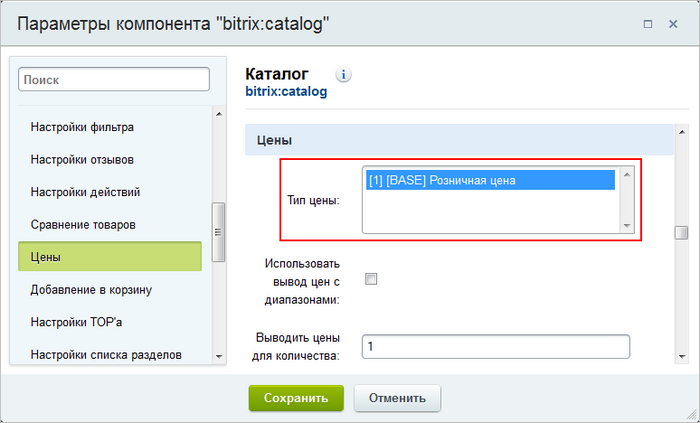 Параметры компонента "bitrix:catalog"
Поиск
Настройки фильтра
Настройки отзывов
Настройки действий
Сравнение товаров
Цены
Добавление в корзину
Настройки TOP'a
Настройки списка разделов
Каталог
bitrix:catalog
Цены
Тип цены:
[1] [BASE] Розничная цена
Использовать
вывод цен с
диапазонами:
Выводить цены
для количества:
1
Сохранить
Отменить